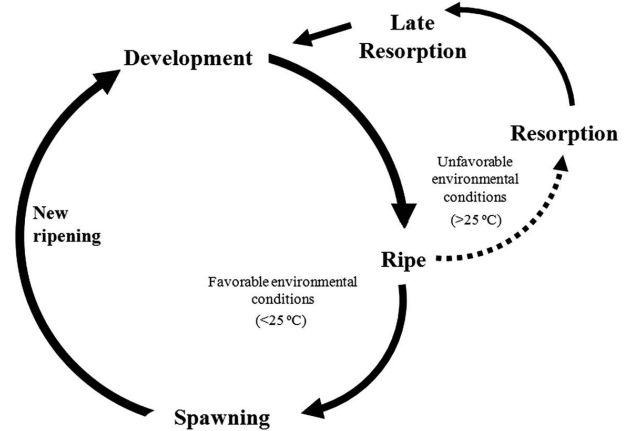 Late
Resorption
Development
Resorption
Unfavorable
environmental
conditions
(>25 ºC)
New
ripening
Ripe
Favorable environmental
conditions
(<25 ºC)
Spawning